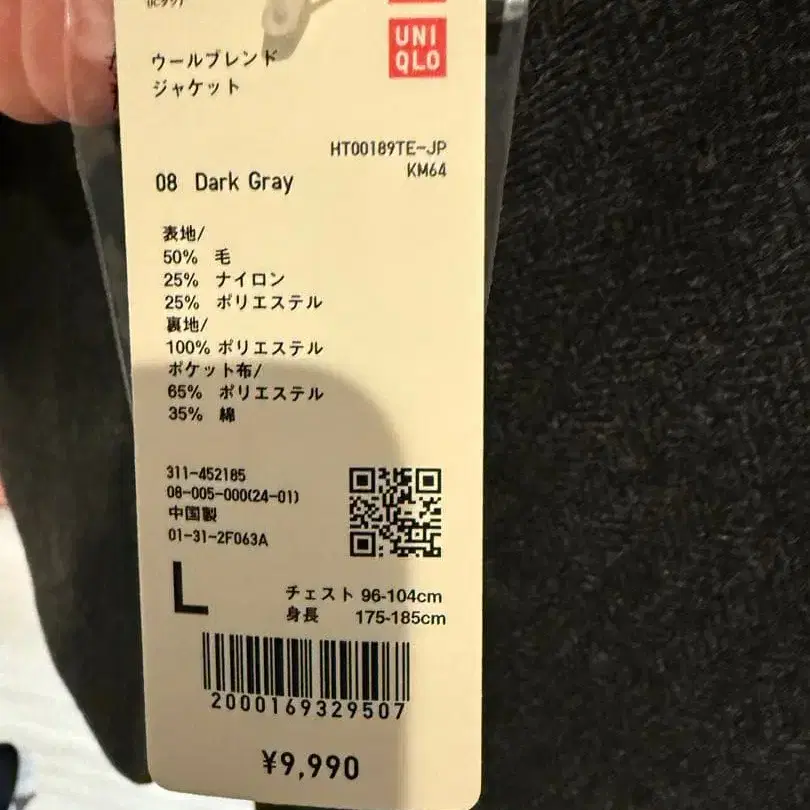 (ICタグ)
UNI
QLO
ウールブレンド
ジャケット
HT00189TE-JP
KM64
08 Dark Gray
表地/
50% 毛
25% ナイロン
25% ポリエステル
裏地/
100% ポリエステル
ポケット布/
65% ポリエステル
35% 綿
311-452185
08-005-000(24-01)
中国製
01-31-2F063A
L
チェスト 96-104cm
身長 175-185cm
2000169329507
¥9,990